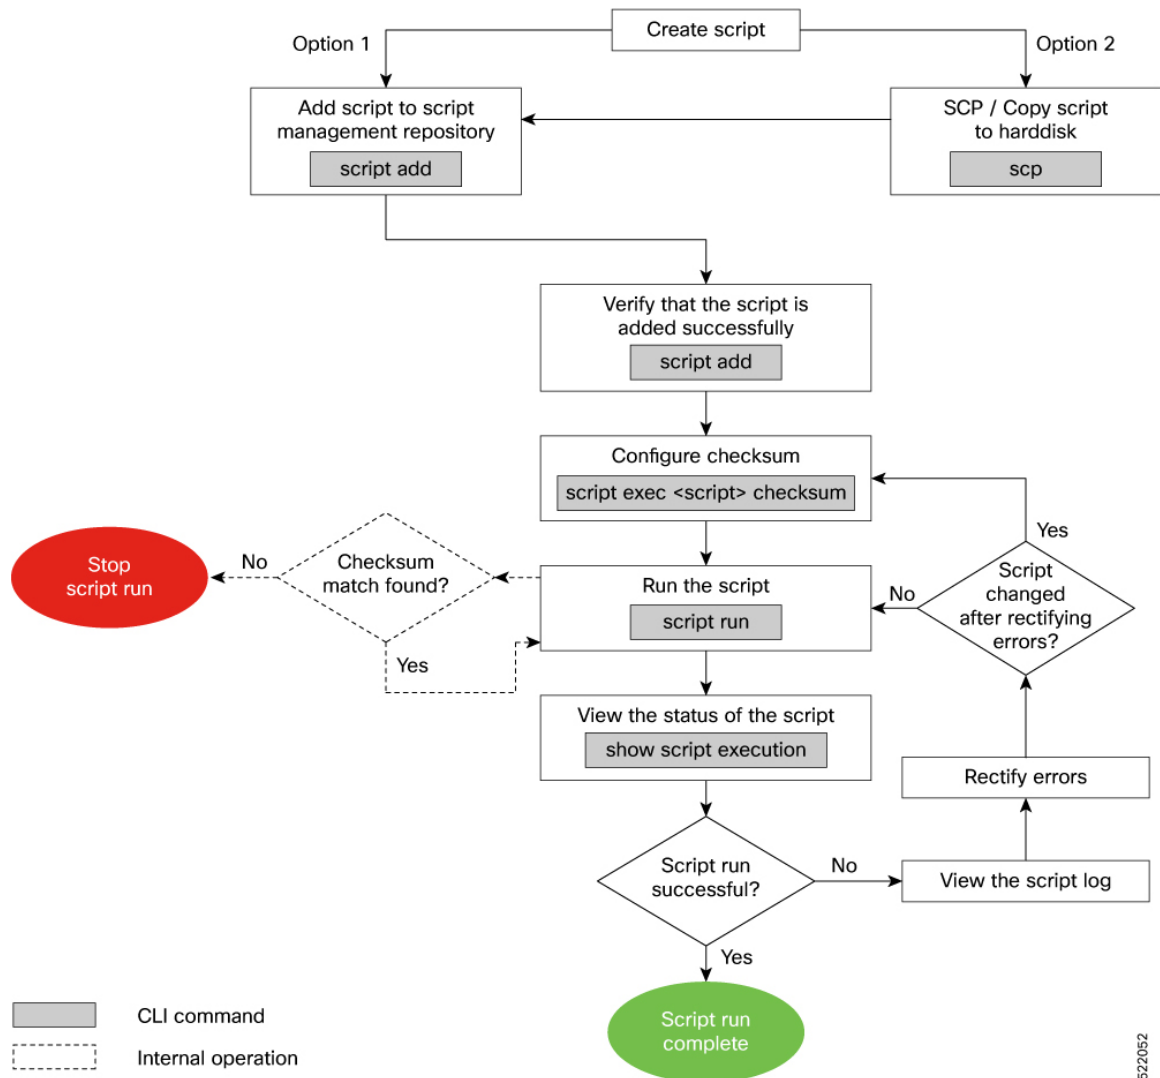 Create script
Option 1
Option 2
Add script to script
management repository
script add
SCP / Copy script
to harddisk
scp
Verify that the script is
added successfully
script add
Configure checksum
script exec <script> checksum
Yes
Stop
script run
No
Checksum
match found?
Yes
Run the script
script run
No
Script
changed
after rectifying
errors?
View the status of the script
show script execution
Rectify errors
Script run
successful?
No
View the script log
Yes
Script run
complete
CLI command
Internal operation
522052